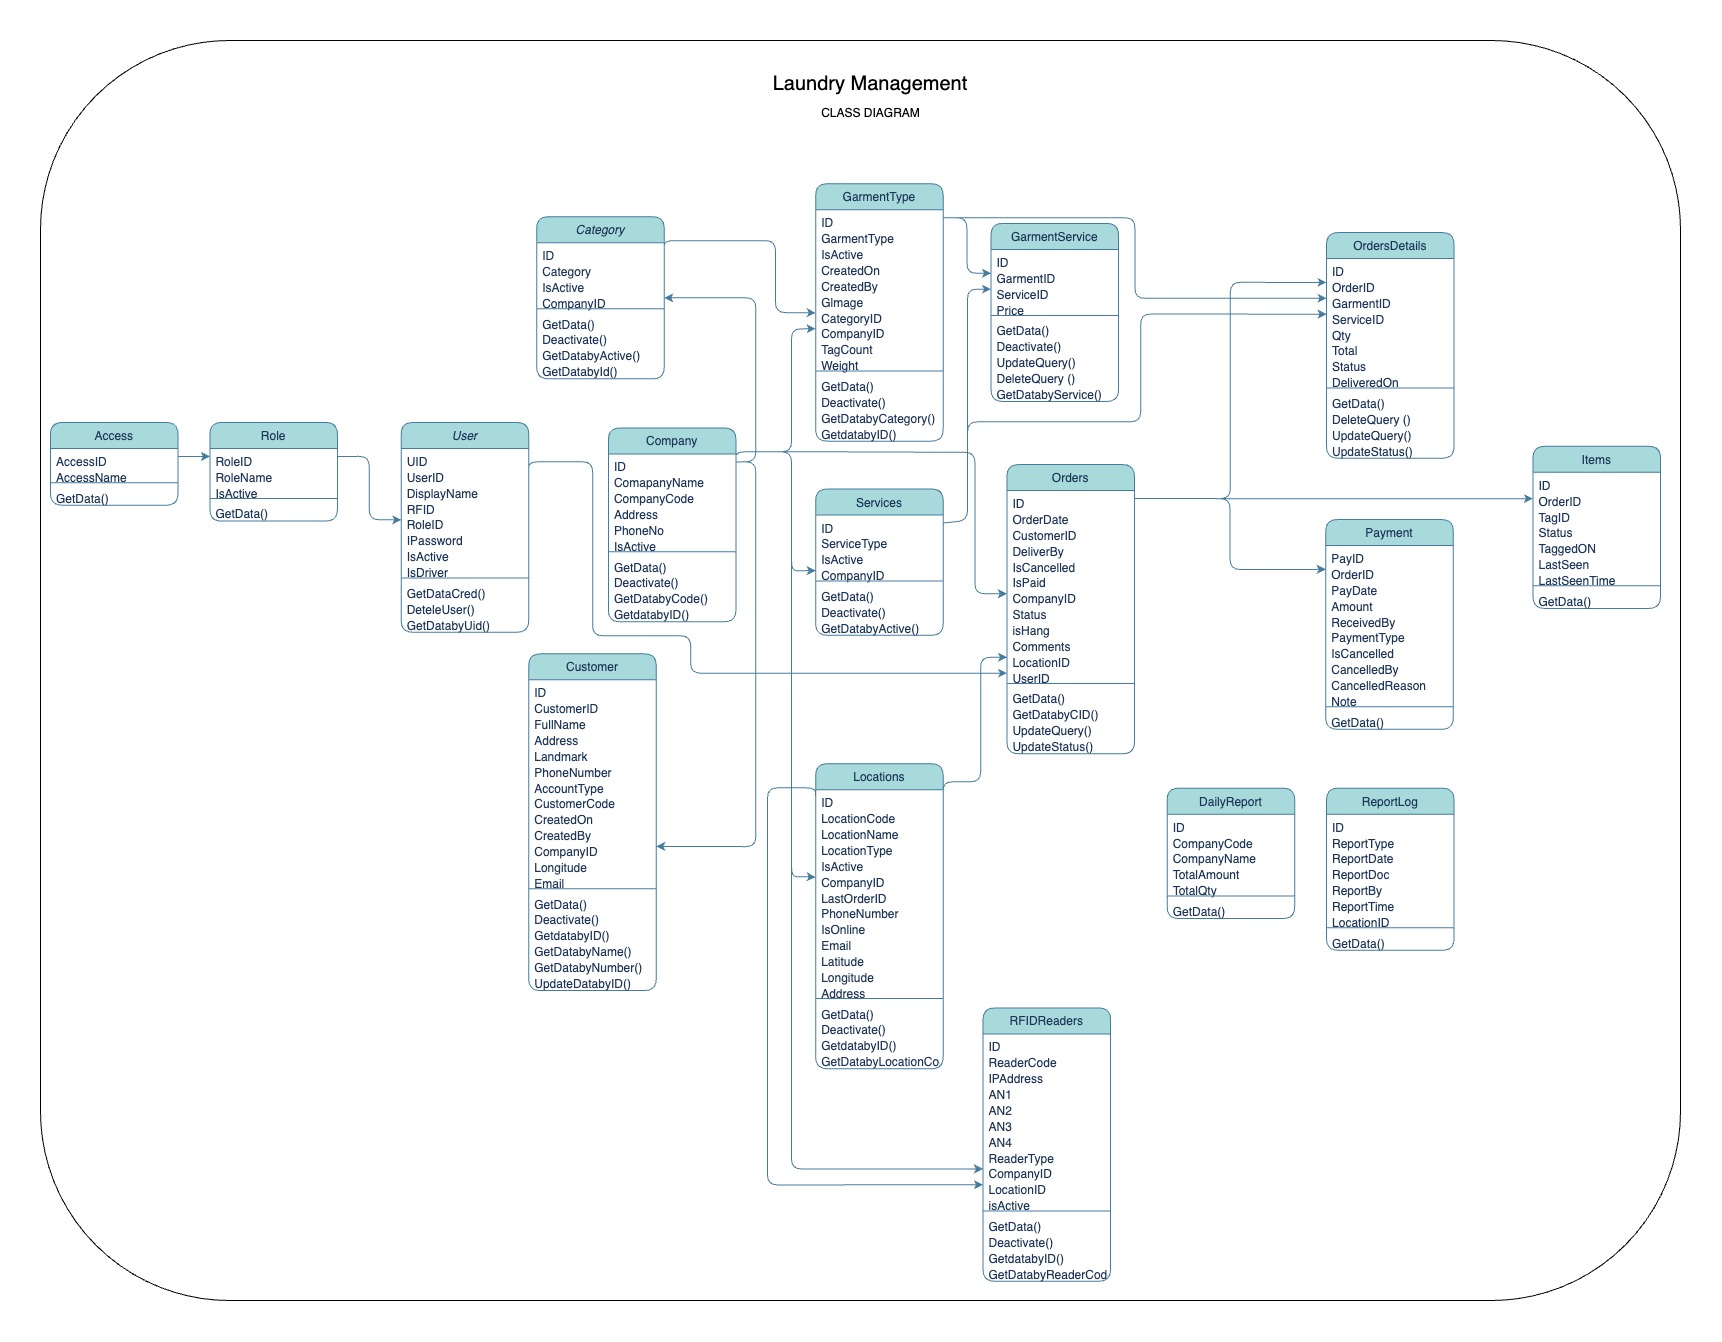 Laundry Management
CLASS DIAGRAM
GarmentType
ID
GarmentType
IsActive
CreatedOn
CreatedBy
GImage
CategoryID
CompanyID
TagCount
Weight
GetData()
Deactivate()
GetDatabyCategory()
GetdatabyID()
Category
ID
Category
IsActive
CompanyID
GetData()
Deactivate()
GetDatabyActive()
GetDatabyId()
GarmentService
ID
GarmentID
ServiceID
Price
GetData()
Deactivate()
UpdateQuery()
DeleteQuery ()
GetDatabyService()
OrdersDetails
ID
OrderID
GarmentID
ServiceID
Qty
Total
Status
DeliveredOn
GetData()
DeleteQuery ()
UpdateQuery()
UpdateStatus()
Access
AccessID
AccessName
GetData()
Role
RoleID
RoleName
IsActive
GetData()
User
UID
UserID
DisplayName
RFID
RoleID
IPassword
IsActive
IsDriver
GetDataCred()
DeteleUser()
GetDatabyUid()
Company
ID
ComapanyName
CompanyCode
Address
PhoneNo
IsActive
GetData()
Deactivate()
GetDatabyCode()
GetdatabyID()
Services
ID
ServiceType
IsActive
CompanyID
GetData()
Deactivate()
GetDatabyActive()
Orders
ID
OrderDate
CustomerID
DeliverBy
IsCancelled
IsPaid
CompanyID
Status
isHang
Comments
LocationID
UserID
GetData()
GetDatabyCID()
UpdateQuery()
UpdateStatus()
Items
ID
OrderID
TagID
Status
TaggedON
LastSeen
LastSeenTime
GetData()
Payment
PayID
OrderID
PayDate
Amount
ReceivedBy
PaymentType
IsCancelled
CancelledBy
CancelledReason
Note
GetData()
Customer
ID
CustomerID
FullName
Address
Landmark
PhoneNumber
AccountType
CustomerCode
CreatedOn
CreatedBy
CompanyID
Longitude
Email
GetData()
Deactivate()
GetdatabyID()
GetDatabyName()
GetDatabyNumber()
UpdateDatabyID()
Locations
ID
LocationCode
LocationName
LocationType
IsActive
CompanyID
LastOrderID
PhoneNumber
IsOnline
Email
Latitude
Longitude
Address
GetData()
Deactivate()
GetdatabyID()
GetDatabyLocationCo
DailyReport
ID
CompanyCode
CompanyName
TotalAmount
TotalQty
GetData()
ReportLog
ID
ReportType
ReportDate
ReportDoc
ReportBy
ReportTime
LocationID
GetData()
RFIDReaders
ID
ReaderCode
IPAddress
AN1
AN2
AN3
AN4
ReaderType
CompanyID
LocationID
isActive
GetData()
Deactivate()
GetdatabyID()
GetDatabyReaderCod